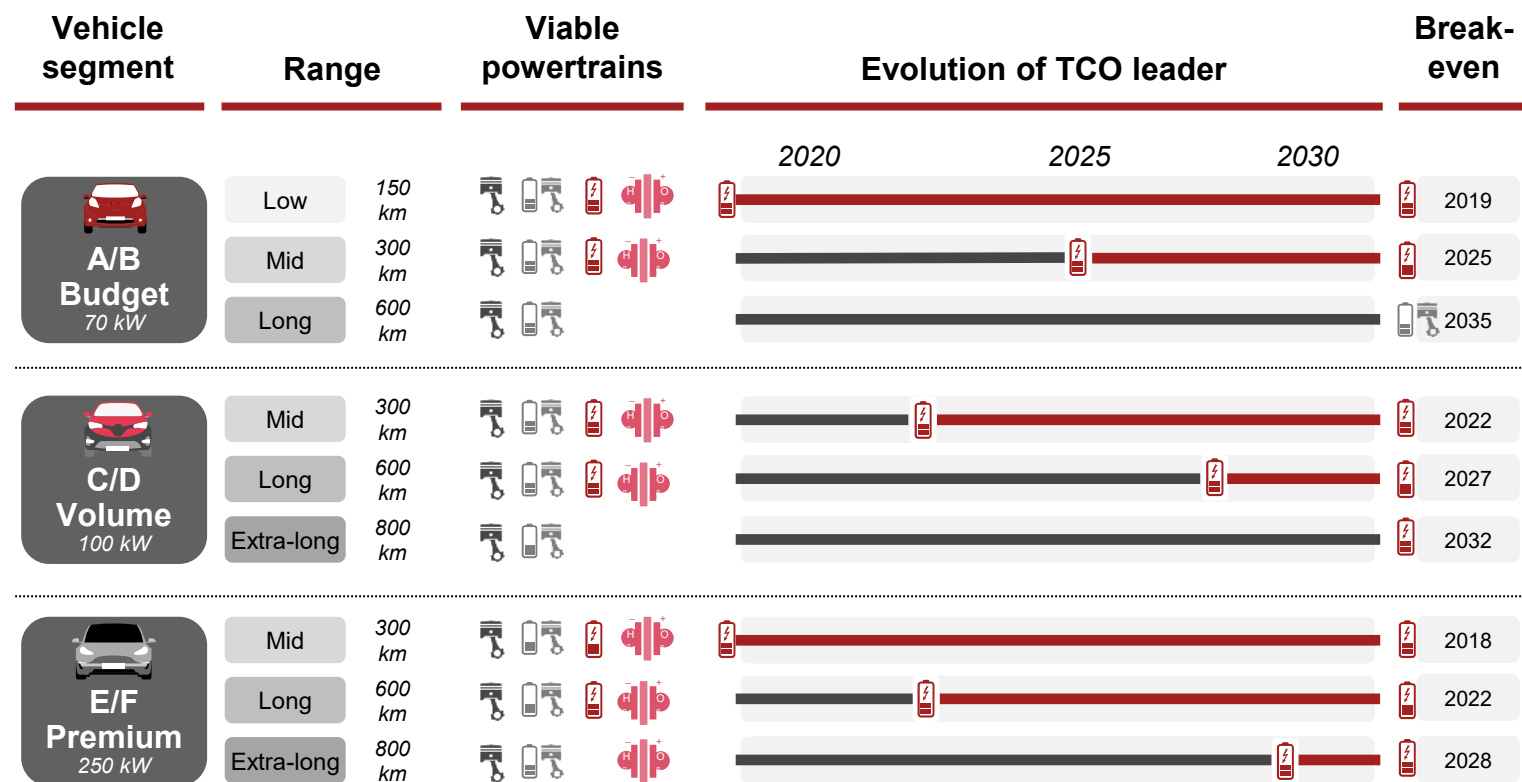 Vehicle
segment
Range
Viable
powertrains
Evolution of TCO leader
Break-
even
2020 2025 2030
A/B
Budget
70 kW
Low 150
km
2019
Mid 300
km
2025
Long 600
km
2035
C/D
Volume
100 kW
Mid 300
km
2022
Long 600
km
2027
Extra-long 800
km
2032
E/F
Premium
250 kW
Mid 300
km
2018
Long 600
km
2022
Extra-long 800
km
2028